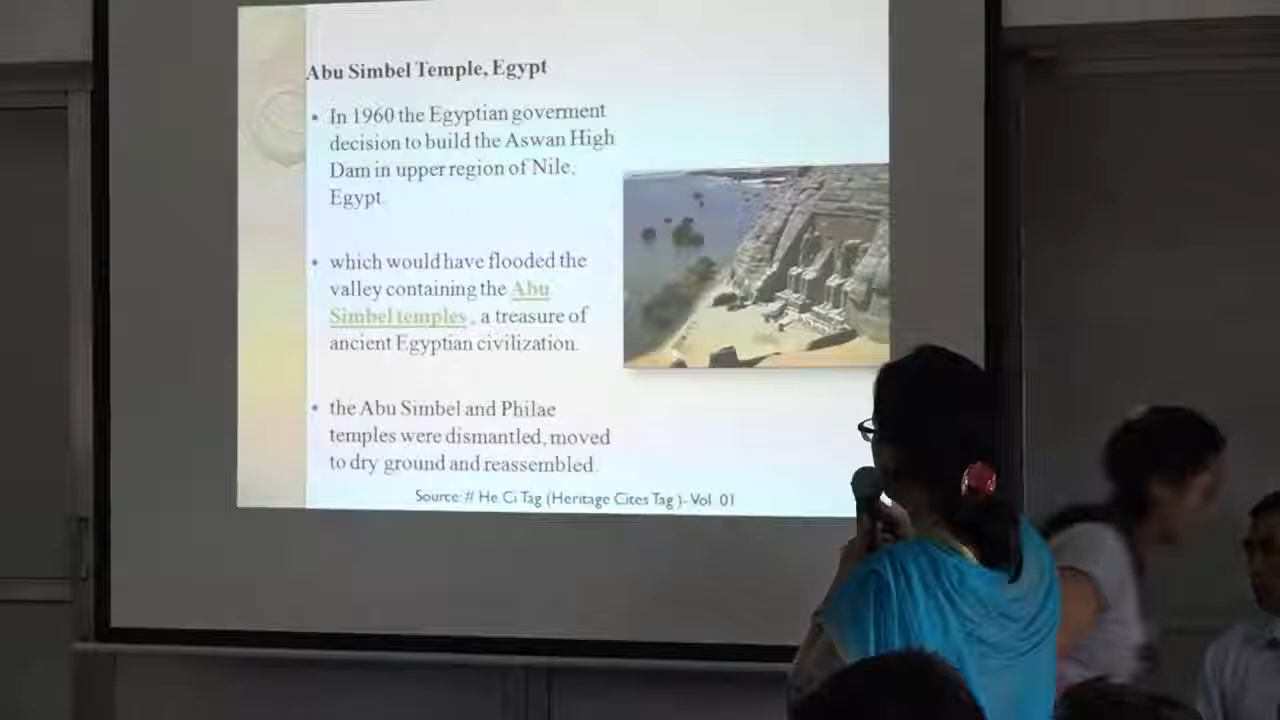 Abu Simbel Temple, Egypt
• In 1960 the Egyptian goverment
decision to build the Aswan High
Dam in upper region of Nile,
Egypt.
• which would have flooded the
valley containing the Abu
Simbel temples , a treasure of
ancient Egyptian civilization.
• the Abu Simbel and Philae
temples were dismantled, moved
to dry ground and reassembled.
Source: # He Ci Tag (Heritage Cites Tag )- Vol 01